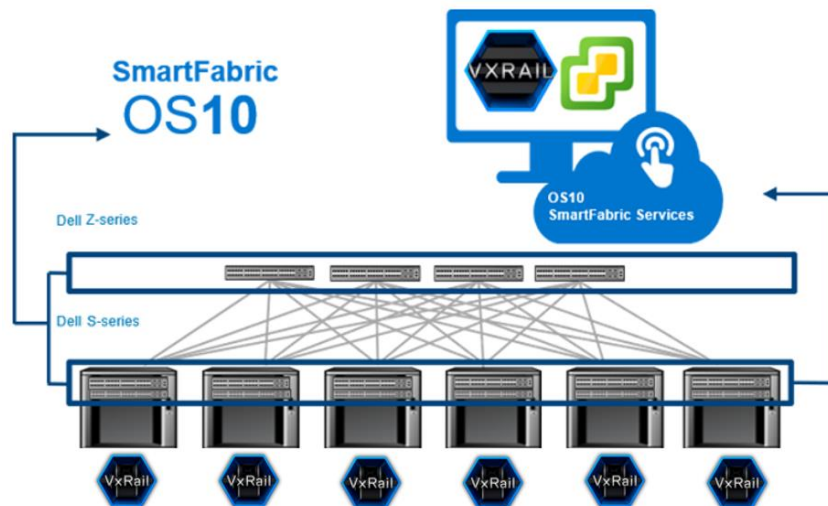 SmartFabric
OS10
VXRAIL
OS10
SmartFabric Services
Dell Z-series
Dell S-series
VxRail
VxRail
VxRail
VxRail
VxRail
VxRail